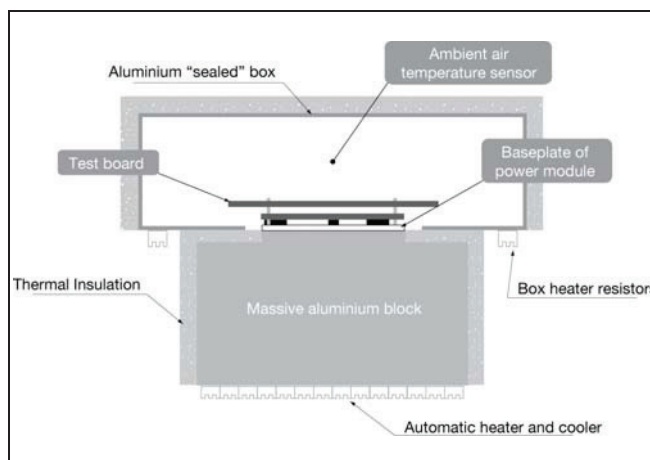 Ambient air
temperature sensor
Aluminium “sealed” box
Test board
Baseplate of
power module
Thermal Insulation
Massive aluminium block
Box heater resistors
Automatic heater and cooler